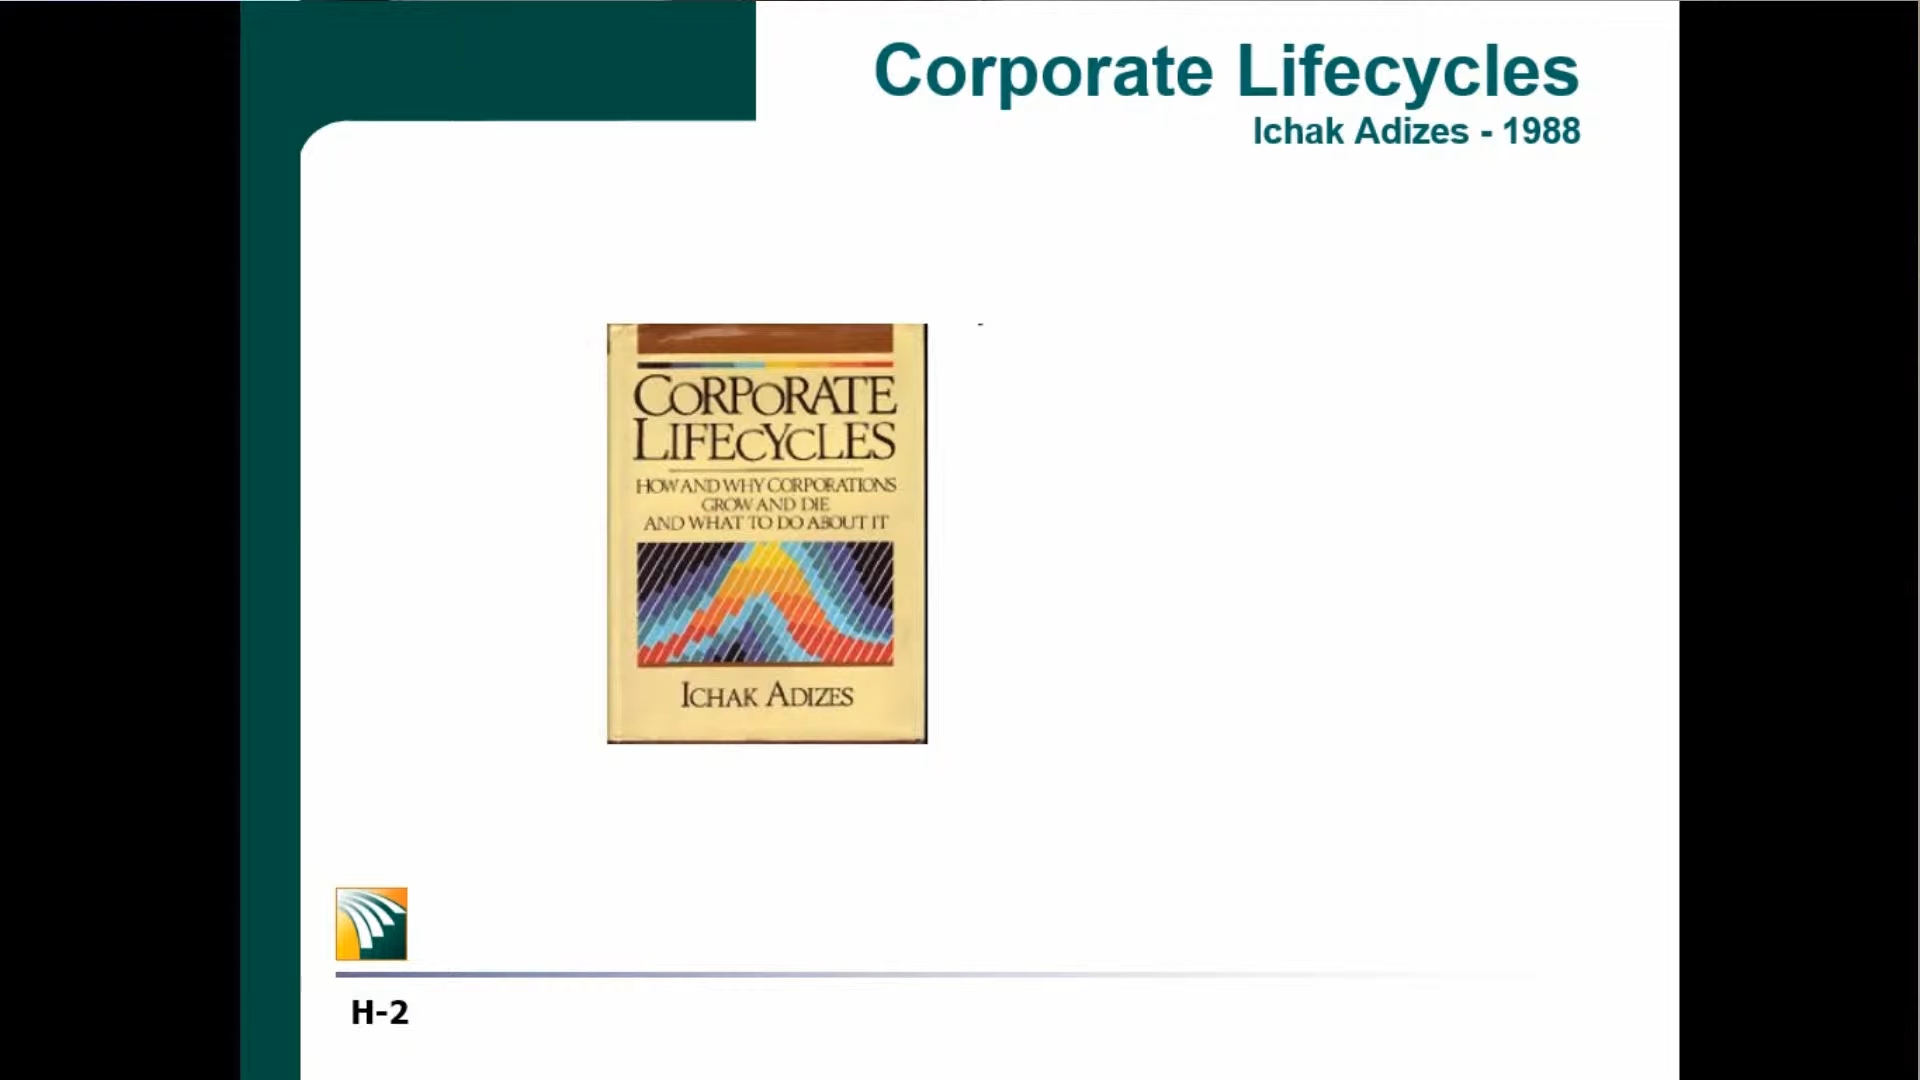 Corporate Lifecycles
Ichak Adizes - 1988
CORPORATE
LIFECYCLES
HOW AND WHY CORPORATIONS
GROW AND DIE
AND WHAT TO DO ABOUT IT
ICHAK ADIZES
H-2